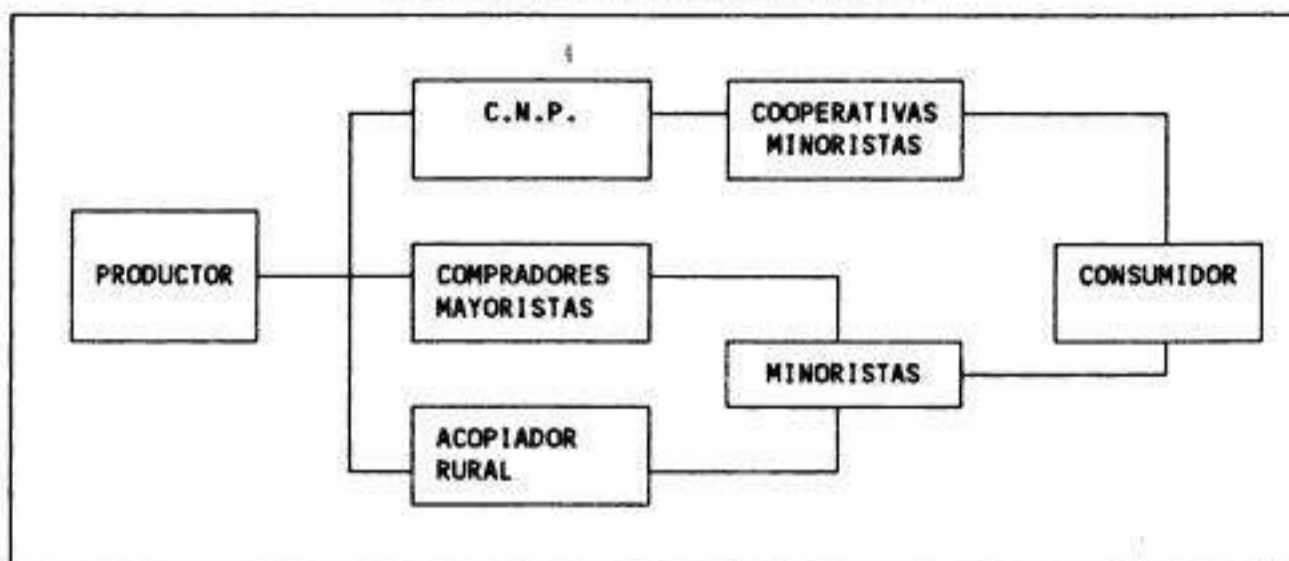 C.N.P.
COOPERATIVAS
MINORISTAS
PRODUCTOR
COMPRADORES
MAYORISTAS
CONSUMIDOR
MINORISTAS
ACOPIADOR
RURAL